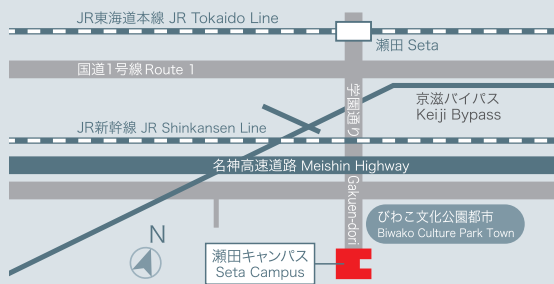 JR東海道本線 JR Tokaido Line
瀬田 Seta
国道1号線 Route 1
学園通り
Gakuen-dori
京滋バイパス
Keiji Bypass
JR新幹線 JR Shinkansen Line
名神高速道路 Meishin Highway
びわこ文化公園都市
Biwako Culture Park Town
N
瀬田キャンパス
Seta Campus